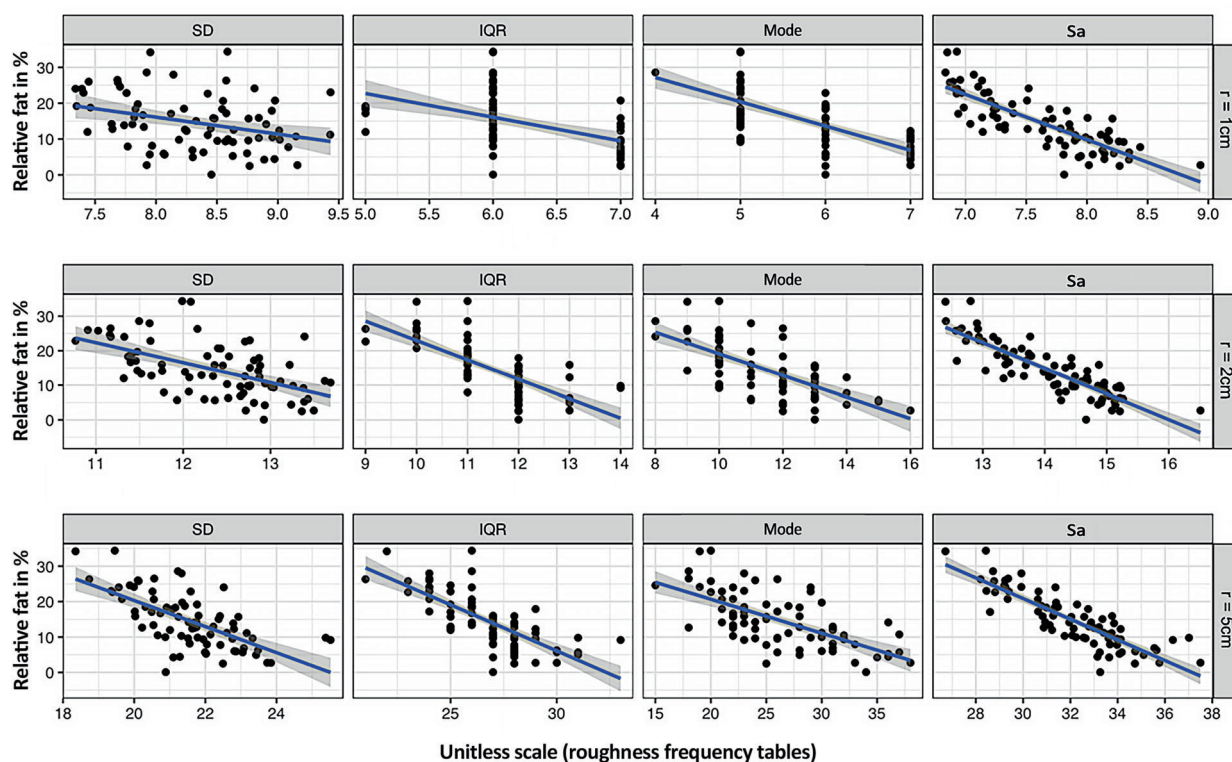 SD IQR Mode Sa
Relative fat in %
30
20
10
0
r = 1cm
7.5 8.0 8.5 9.0 9.5 5.0 5.5 6.0 6.5 7.0 4 5 6 7 7.0 7.5 8.0 8.5 9.0
SD IQR Mode Sa
Relative fat in %
30
20
10
0
r = 2cm
11 12 13 9 10 11 12 13 14 8 10 12 14 16 13 14 15 16
SD IQR Mode Sa
Relative fat in %
30
20
10
0
r = 5cm
18 20 22 24 25 30 15 20 25 30 35 28 30 32 34 36 38
Unitless scale (roughness frequency tables)